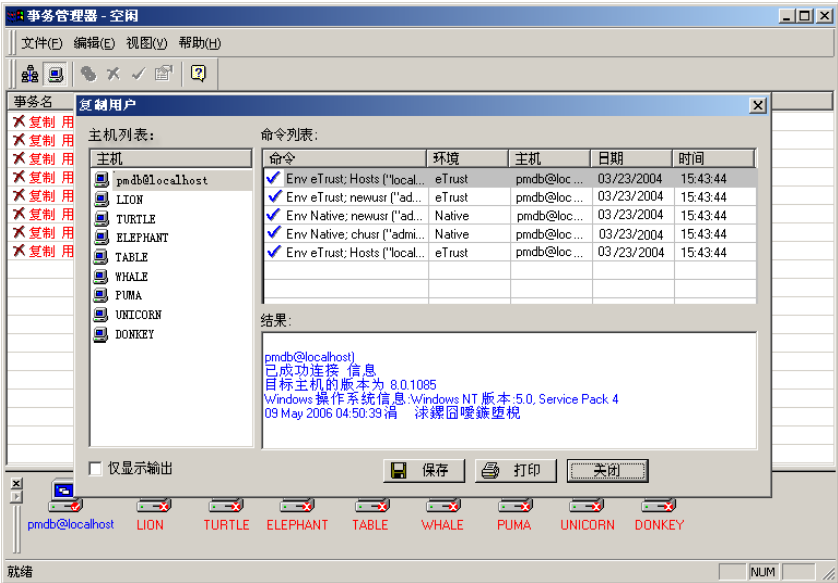 事务管理器 - 空闲
文件(F) 编辑(E) 视图(V) 帮助(H)
事务名
复制 用
复制 用
复制 用
复制 用
复制 用
复制 用
复制 用
复制 用
复制用户
主机列表:
主机
pmdb@localhost
LION
TURTLE
ELEPHANT
TABLE
WHALE
PUMA
UNICORN
DONKEY
仅显示输出
命令列表:
命令 环境 主机 日期 时间
Env eTrust; Hosts ("local... eTrust pmdb@loc... 03/23/2004 15:43:44
Env eTrust; newusr ("ad... eTrust pmdb@loc... 03/23/2004 15:43:44
Env Native; newusr ("ad... Native pmdb@loc... 03/23/2004 15:43:44
Env Native; chusr ("admi... Native pmdb@loc... 03/23/2004 15:43:44
Env eTrust; Hosts ("local... eTrust pmdb@loc... 03/23/2004 15:43:44
结果:
pmdb@localhost)
已成功连接 信息
目标主机的版本为 8.0.1085
Windows 操作系统信息:Windows NT 版本:5.0, Service Pack 4
09 May 2006 04:50:39
保存 打印 关闭
pmdb@localhost LION TURTLE ELEPHANT TABLE WHALE PUMA UNICORN DONKEY
就绪 NUM